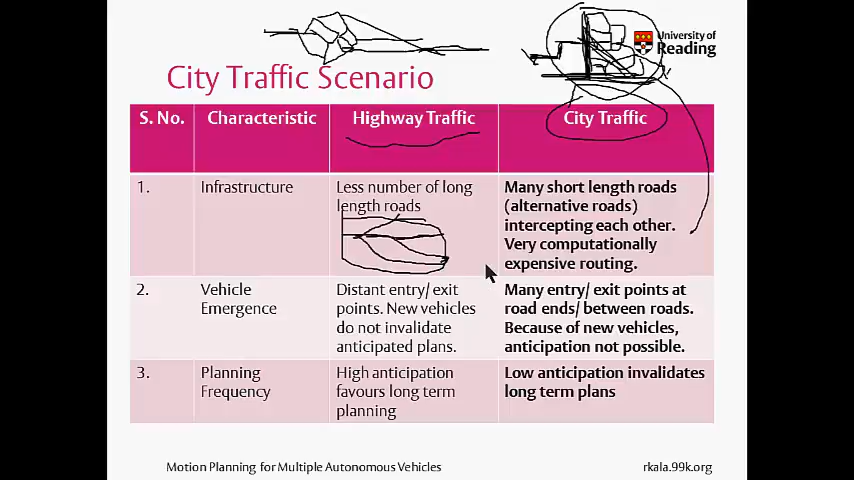 University of
Reading
City Traffic Scenario
S. No.
Characteristic
Highway Traffic
City Traffic
1.
Infrastructure
Less number of long
length roads
Many short length roads
(alternative roads)
intercepting each other.
Very computationally
expensive routing.
2.
Vehicle
Emergence
Distant entry/ exit
points. New vehicles
do not invalidate
anticipated plans.
Many entry/ exit points at
road ends/ between roads.
Because of new vehicles,
anticipation not possible.
3.
Planning
Frequency
High anticipation
favours long term
planning
Low anticipation invalidates
long term plans
Motion Planning for Multiple Autonomous Vehicles
rkala.99k.org